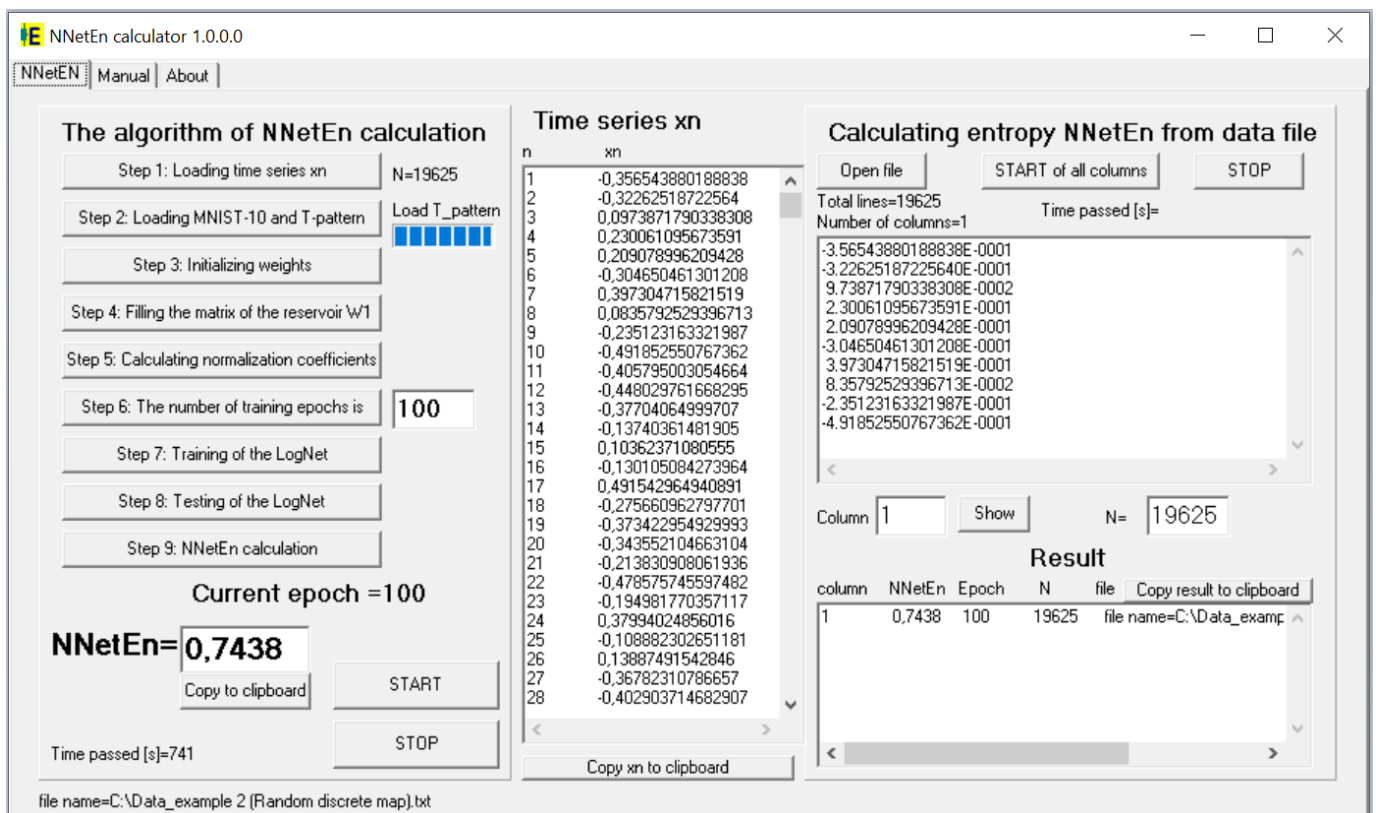 NNetEn calculator 1.0.0.0
NNetEN Manual About
The algorithm of NNetEn calculation
Step 1: Loading time series xn
N=19625
Step 2: Loading MNIST-10 and T-pattern
Load T_pattern
Step 3: Initializing weights
Step 4: Filling the matrix of the reservoir W1
Step 5: Calculating normalization coefficients
Step 6: The number of training epochs is
100
Step 7: Training of the LogNet
Step 8: Testing of the LogNet
Step 9: NNetEn calculation
Current epoch =100
NNetEn= 0,7438
Copy to clipboard
START
STOP
Time passed [s]=741
Time series xn
n xn
1 -0,356543880188838
2 -0,32262518722564
3 0,0973871790338308
4 0,230061095673591
5 0,209078996209428
6 -0,304650461301208
7 0,397304715821519
8 0,0835792529396713
9 -0,235123163321987
10 -0,491852550767362
11 -0,405795003054664
12 -0,448029761668295
13 -0,37704064999707
14 -0,13740361481905
15 0,10362371080555
16 -0,130105084273964
17 0,491542964940891
18 -0,275660962797701
19 -0,373422954929993
20 -0,343552104663104
21 -0,213830908061936
22 -0,478575745597482
23 -0,194981770357117
24 0,37994024856016
25 -0,108882302651181
26 0,13887491542846
27 -0,36782310786657
28 -0,402903714682907
Copy xn to clipboard
Calculating entropy NNetEn from data file
Open file START of all columns STOP
Total lines=19625
Number of columns=1
Time passed [s]=
-3.56543880188838E-0001
-3.22625187225640E-0001
9.73871790338308E-0002
2.30061095673591E-0001
2.09078996209428E-0001
-3.04650461301208E-0001
3.97304715821519E-0001
8.35792529396713E-0002
-2.35123163321987E-0001
-4.91852550767362E-0001
Column 1 Show N= 19625
Result
column NNetEn Epoch N file Copy result to clipboard
1 0,7438 100 19625 file name=C:\Data_examp
file name=C:\Data_example 2 (Random discrete map).txt